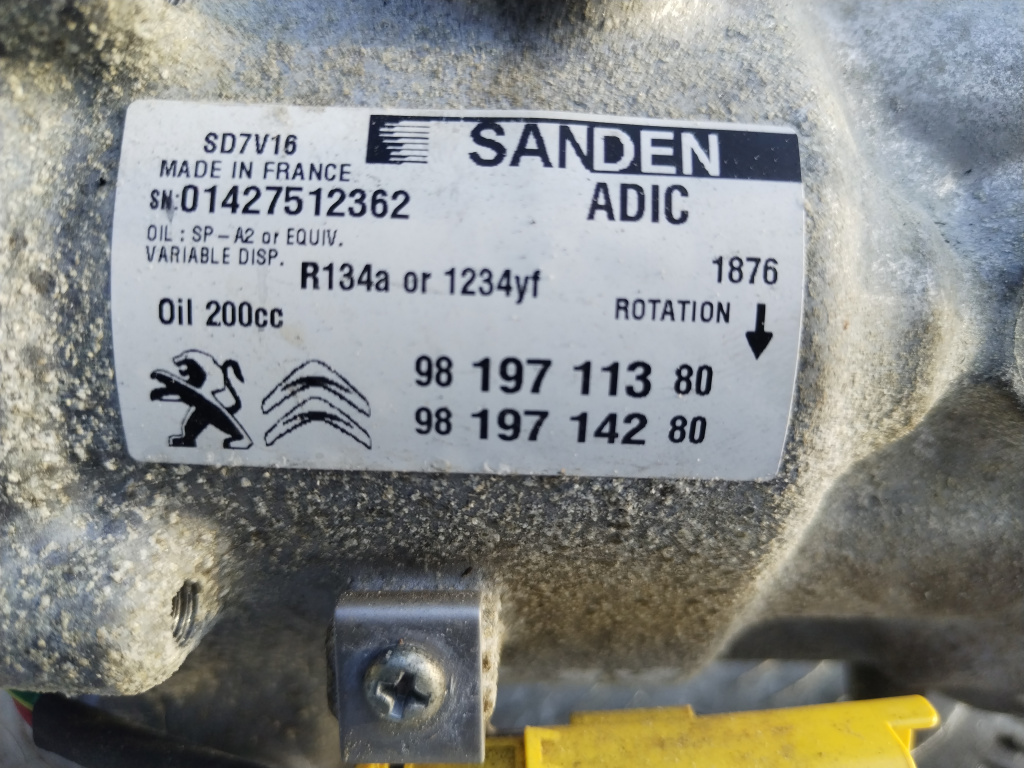 SANDEN
SD7V16
MADE IN FRANCE
SN:01427512362
ADIC
OIL : SP-A2 or EQUIV.
VARIABLE DISP.
R134a or 1234yf
1876
Oil 200cc
ROTATION
98 197 113 80
98 197 142 80